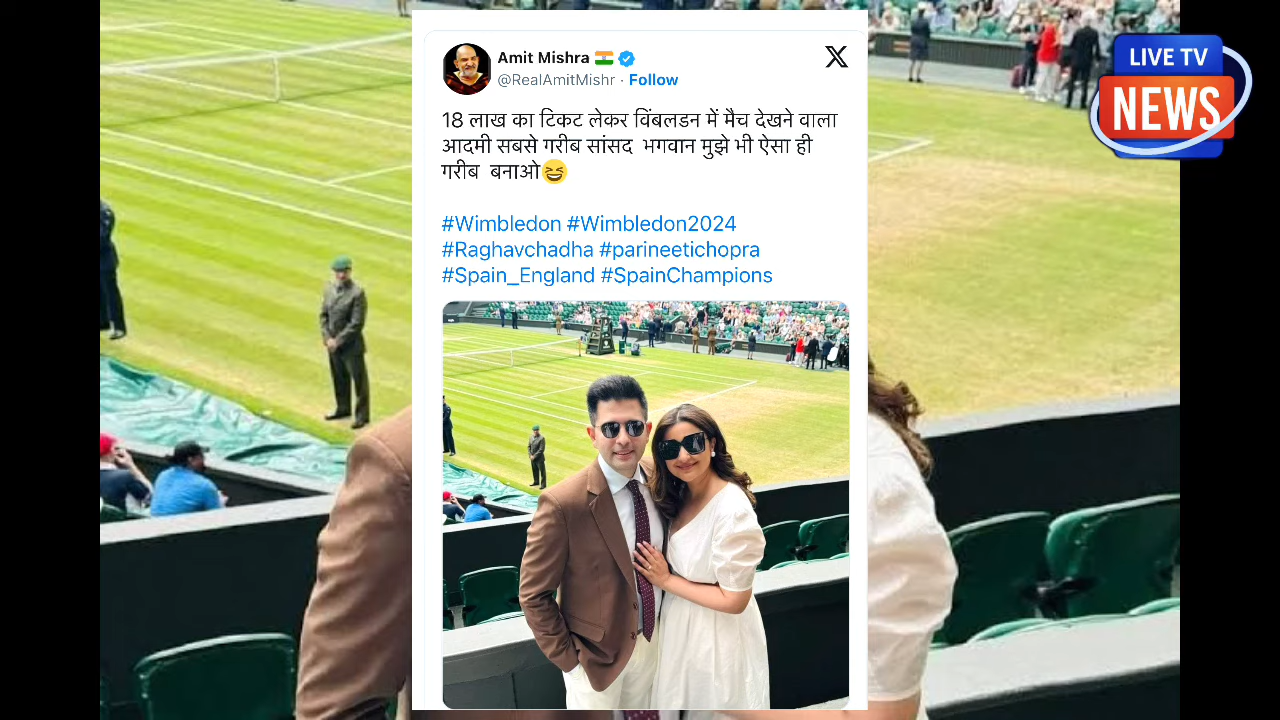 Amit Mishra
@RealAmitMishr · Follow
18 लाख का टिकट लेकर विंबलडन में मैच देखने वाला
आदमी सबसे गरीब सांसद भगवान मुझे भी ऐसा ही
गरीब बनाओ😆
#Wimbledon #Wimbledon2024
#Raghavchadha #parineetichopra
#Spain_England #SpainChampions
LIVE TV
NEWS